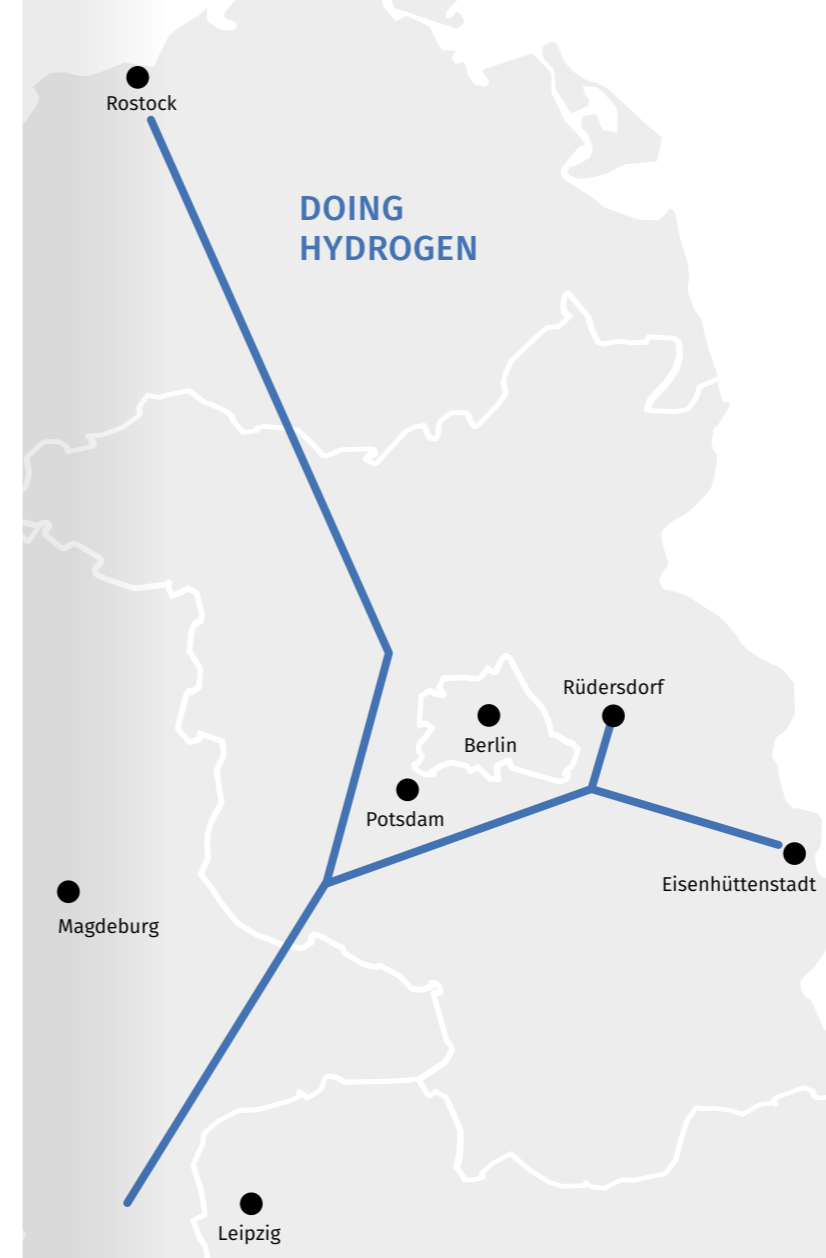 Rostock
DOING
HYDROGEN
Rüdersdorf
Berlin
Potsdam
Eisenhüttenstadt
Magdeburg
Leipzig